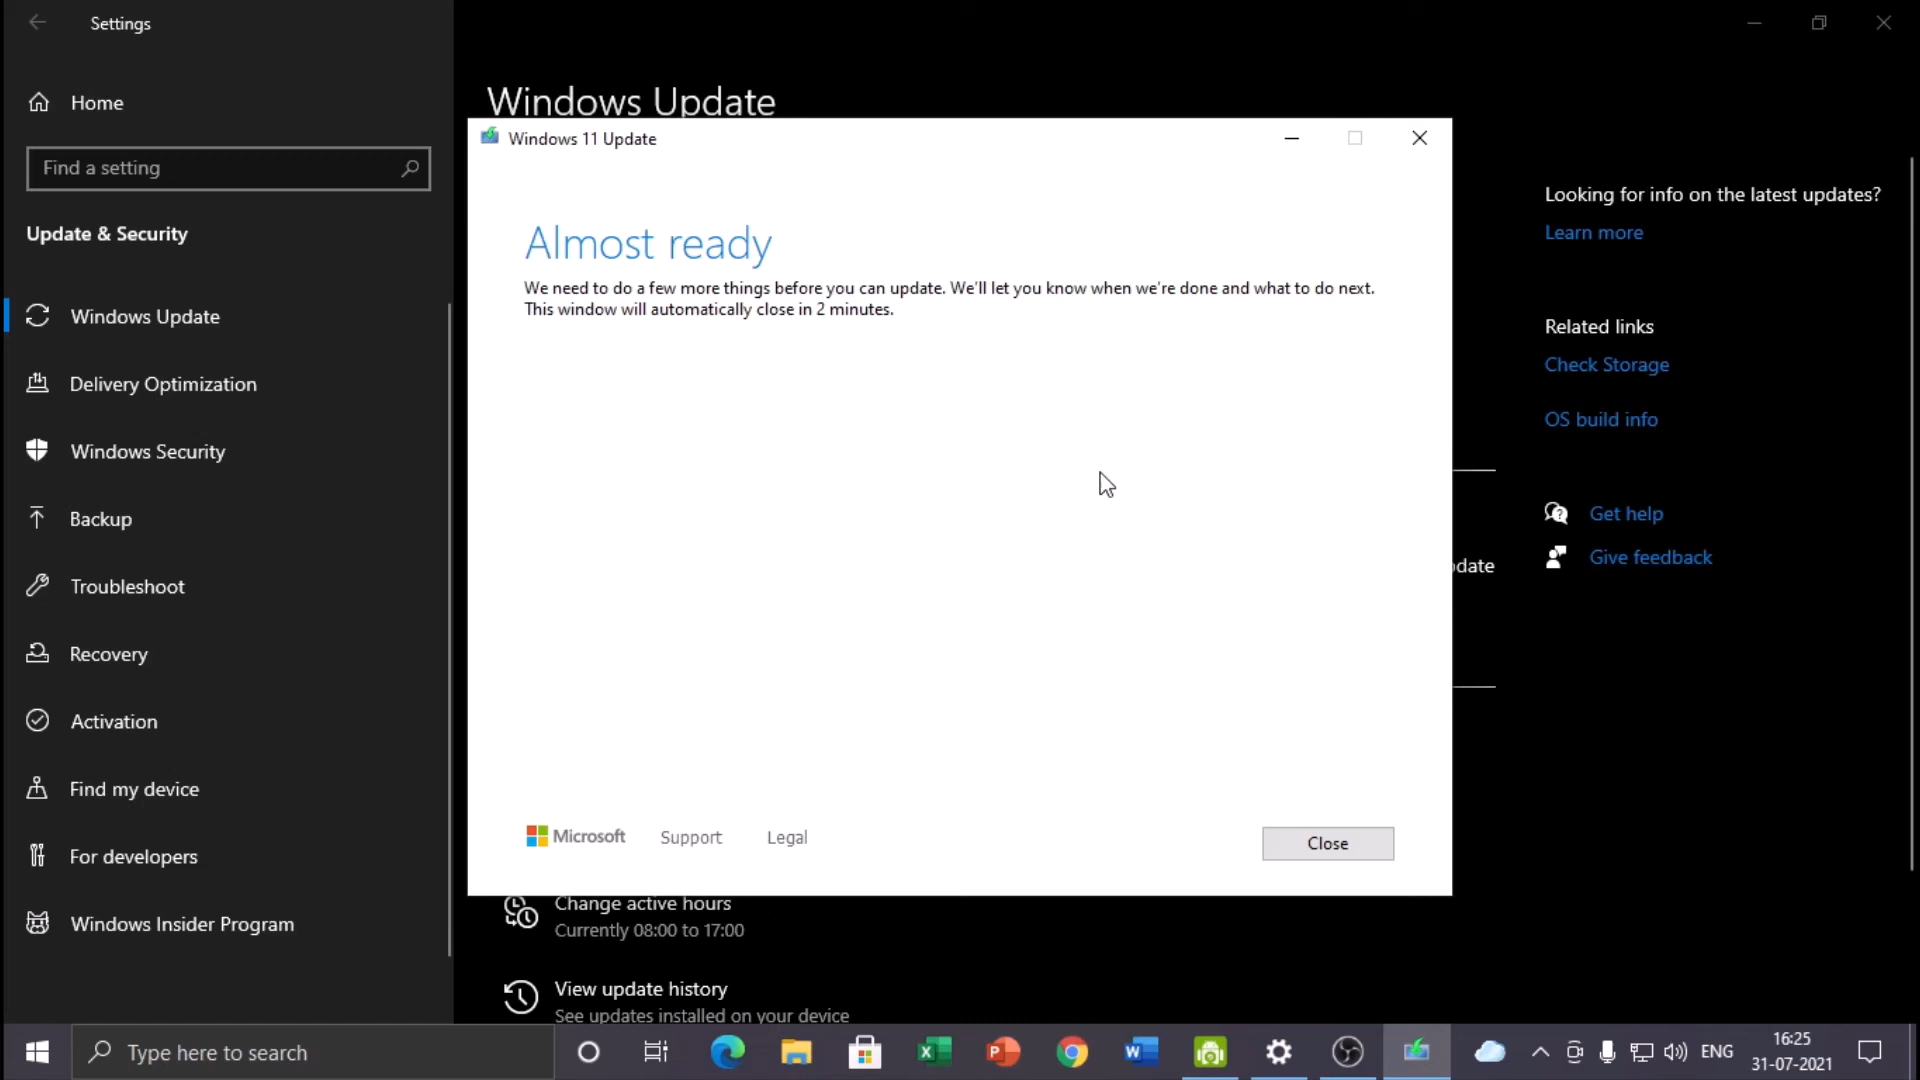 Settings
Home
Find a setting
Update & Security
Windows Update
Delivery Optimization
Windows Security
Backup
Troubleshoot
Recovery
Activation
Find my device
For developers
Windows Insider Program
Windows Update
Windows 11 Update
Almost ready
We need to do a few more things before you can update. We'll let you know when we're done and what to do next.
This window will automatically close in 2 minutes.
Microsoft
Support
Legal
Close
Change active hours
Currently 08:00 to 17:00
View update history
See updates installed on your device
Looking for info on the latest updates?
Learn more
Related links
Check Storage
OS build info
Get help
Give feedback
Type here to search
ENG
16:25
31-07-2021